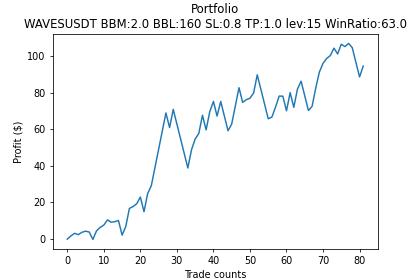 Portfolio
WAVESUSDT BBM:2.0 BBL:160 SL:0.8 TP:1.0 lev:15 WinRatio:63.0
100
80
60
40
20
0
Profit ($)
0 10 20 30 40 50 60 70 80
Trade counts